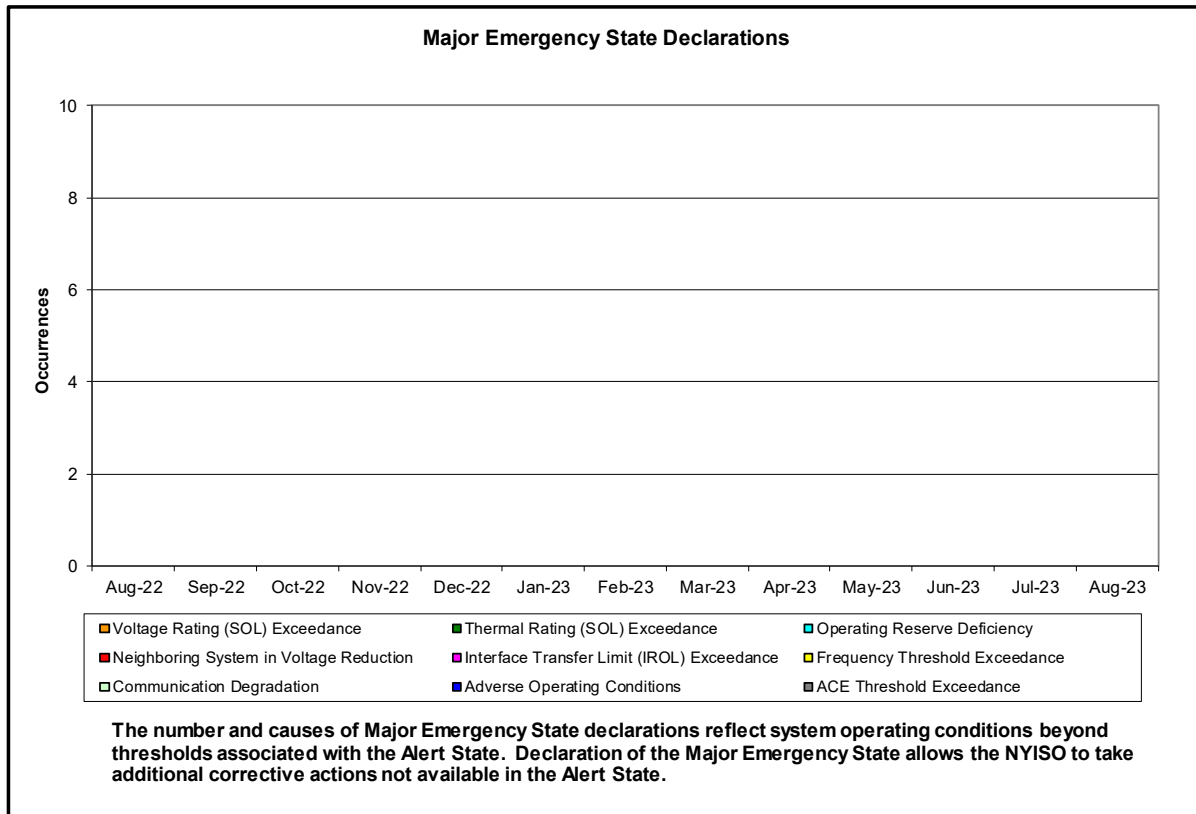 Major Emergency State Declarations
10
8
6
4
2
0
Occurrences
Aug-22 Sep-22 Oct-22 Nov-22 Dec-22 Jan-23 Feb-23 Mar-23 Apr-23 May-23 Jun-23 Jul-23 Aug-23
Voltage Rating (SOL) Exceedance Thermal Rating (SOL) Exceedance Operating Reserve Deficiency
Neighboring System in Voltage Reduction Interface Transfer Limit (IROL) Exceedance Frequency Threshold Exceedance
Communication Degradation Adverse Operating Conditions ACE Threshold Exceedance
The number and causes of Major Emergency State declarations reflect system operating conditions beyond
thresholds associated with the Alert State.  Declaration of the Major Emergency State allows the NYISO to take
additional corrective actions not available in the Alert State.